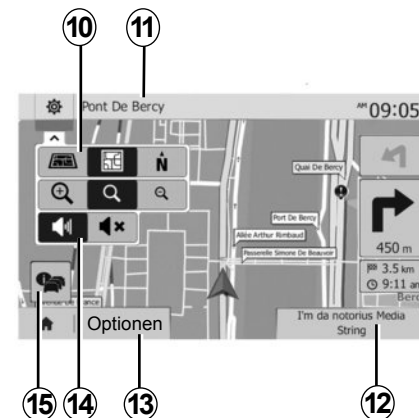 10 11
Pont De Bercy
AM 09:05
N
Quai De Bercy
Port De Bercy
Allée Arthur Rimbaud
Passerelle Simone De Beauvoir
450 m
3.5 km
9:11 am
Berc
I'm da notorius Media
String
Optionen
15 14 13 12